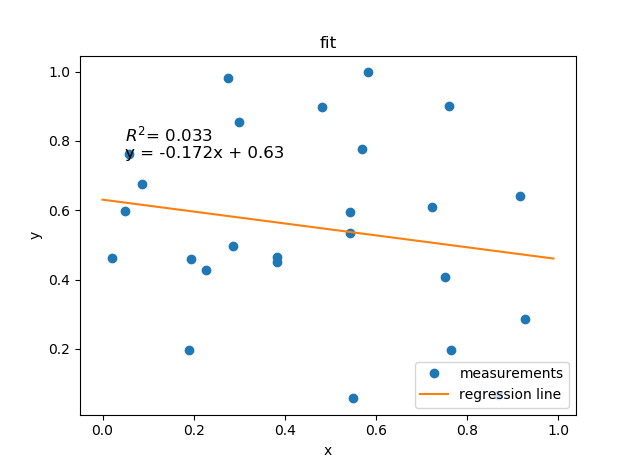 fit
1.0
0.8
0.6
0.4
0.2
y
R²= 0.033
y = -0.172x + 0.63
measurements
regression line
0.0 0.2 0.4 0.6 0.8 1.0
x